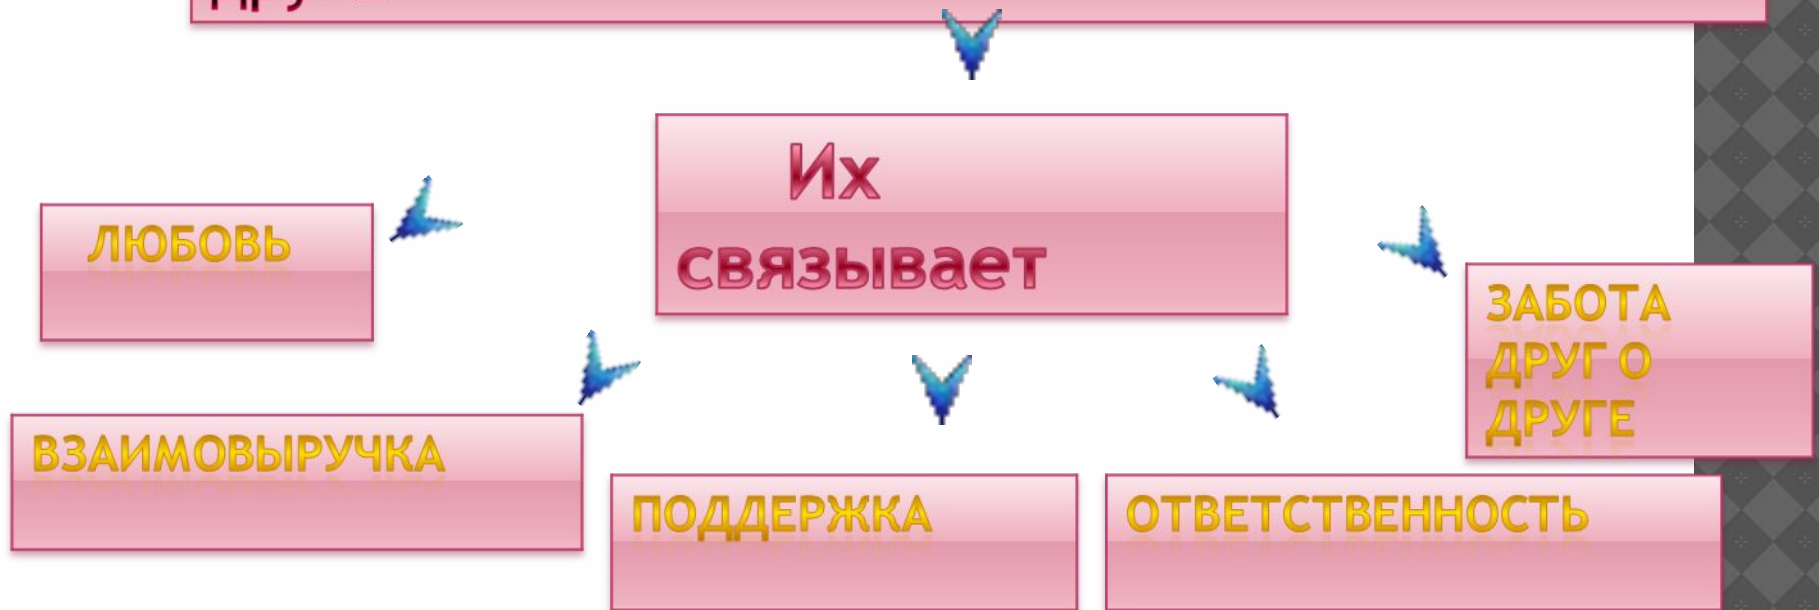 Их
связывает
ЛЮБОВЬ
ЗАБОТА
ДРУГ О
ДРУГЕ
ВЗАИМОВЫРУЧКА
ПОДДЕРЖКА
ОТВЕТСТВЕННОСТЬ